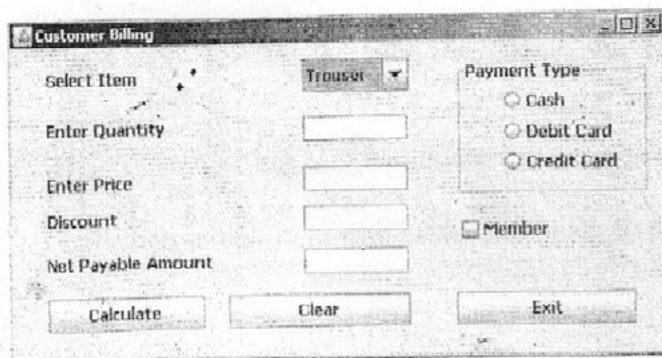 Customer Billing
Select Item
Trouser
Enter Quantity
Enter Price
Discount
Net Payable Amount
Payment Type
Cash
Debit Card
Credit Card
Member
Calculate
Clear
Exit